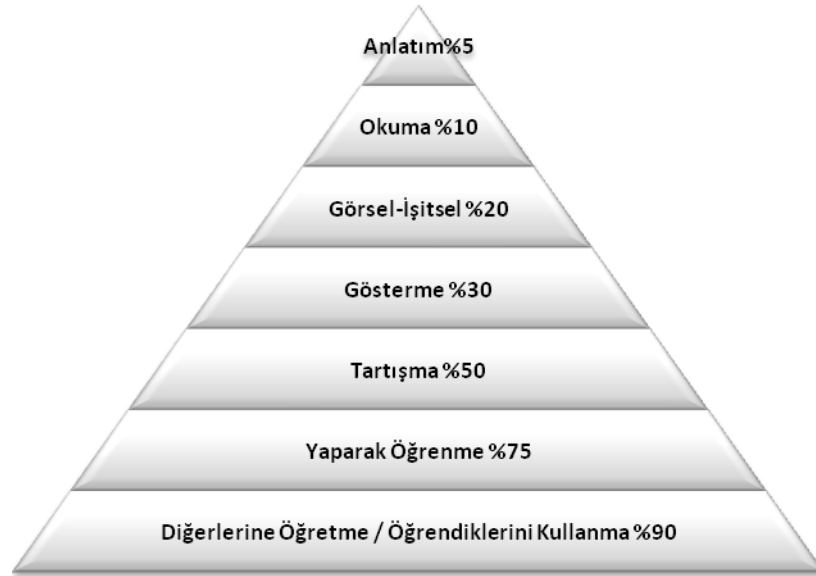 Anlatım%5
Okuma %10
Görsel-İşitsel %20
Gösterme %30
Tartışma %50
Yaparak Öğrenme %75
Diğerlerine Öğretme / Öğrendiklerini Kullanma %90